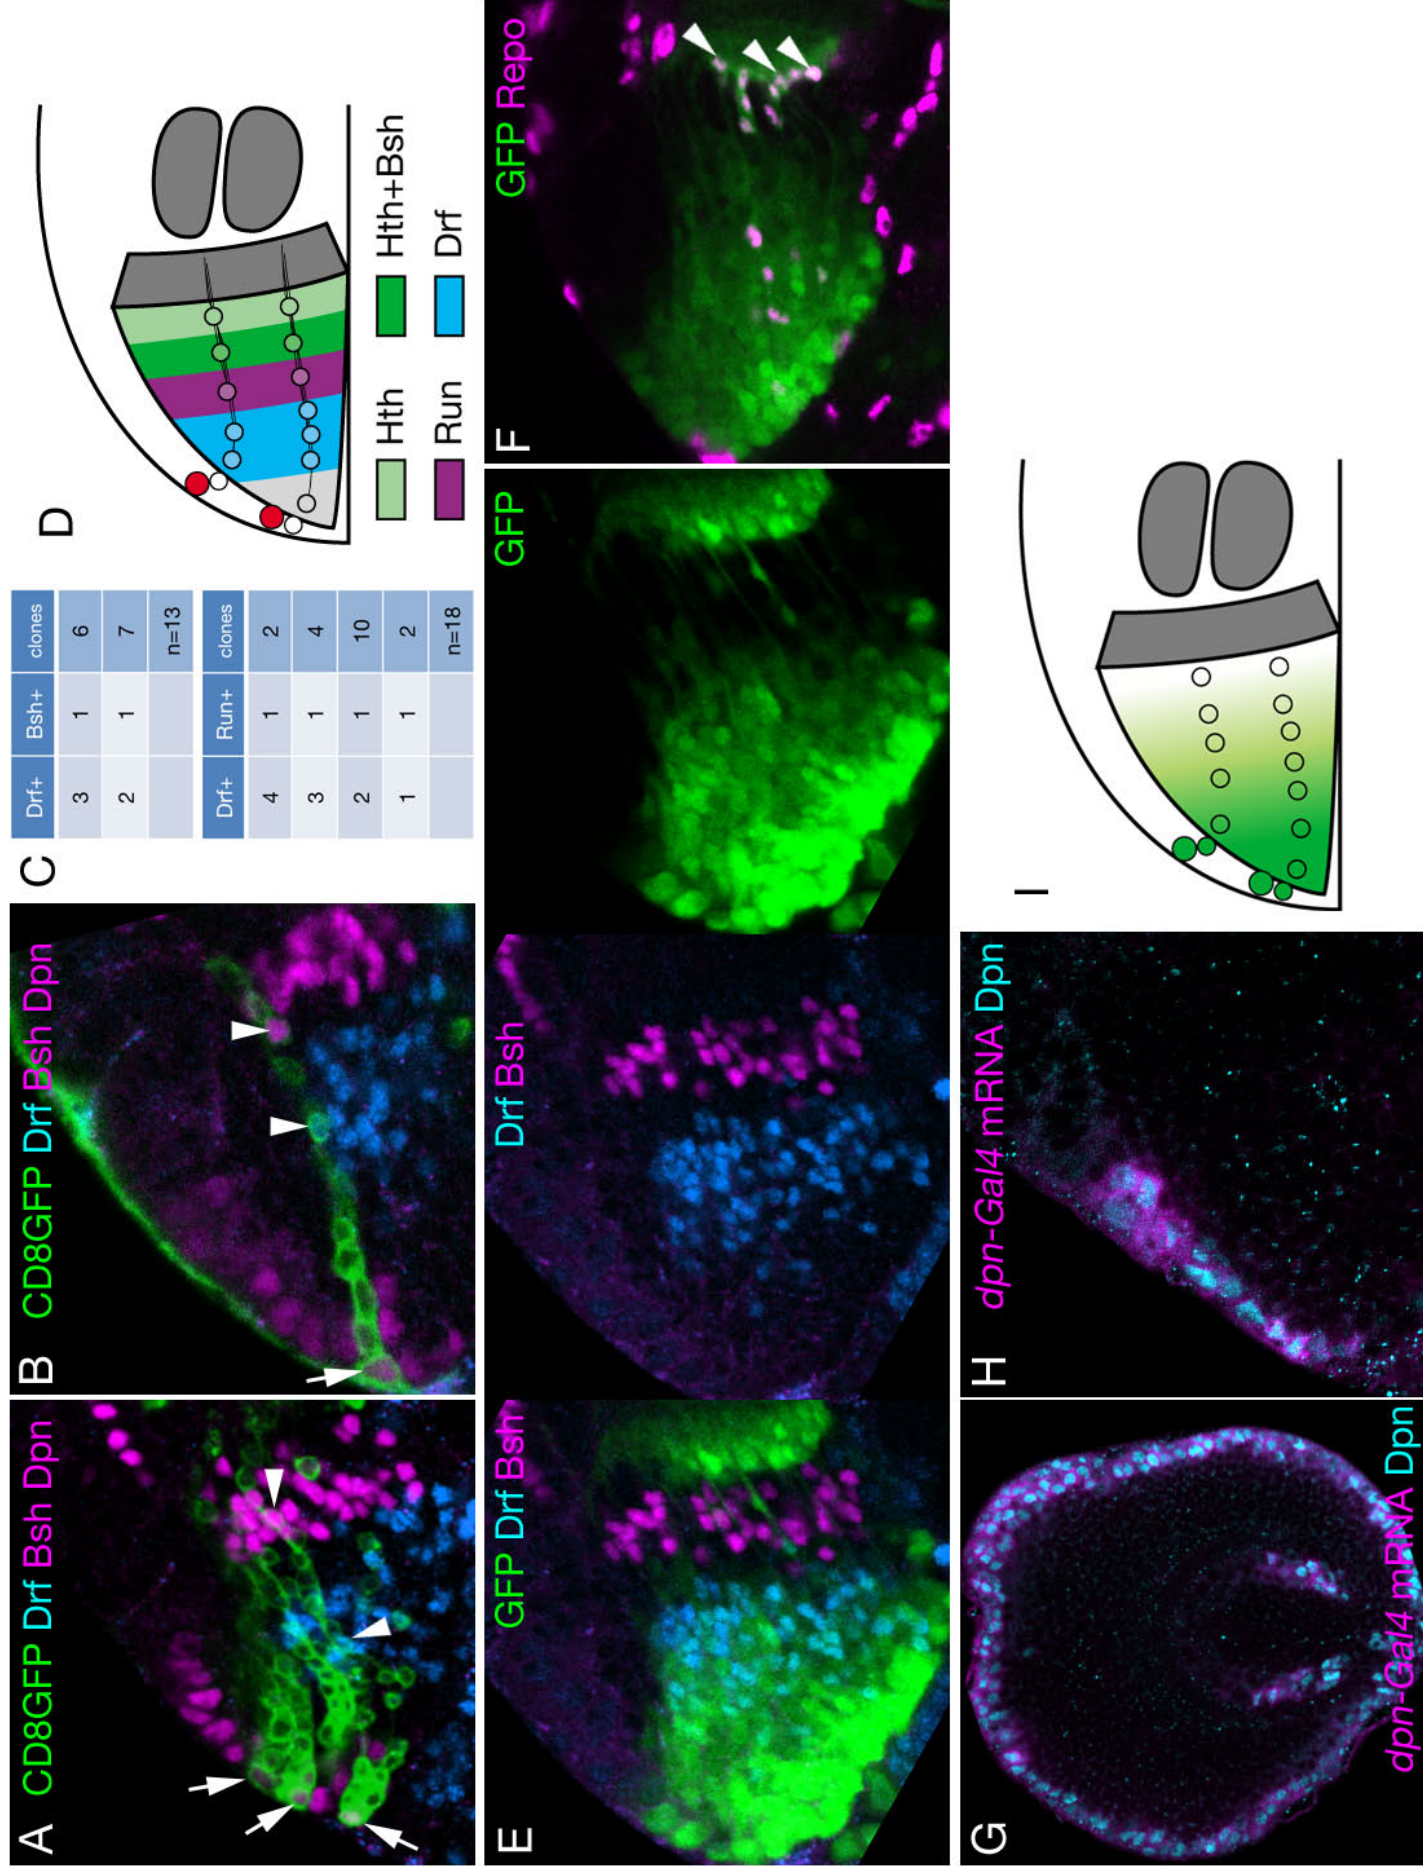 A
CD8GFP Drf Bsh Dpn
B
CD8GFP Drf Bsh Dpn
C
Drf+ Bsh+ clones
3 1 6
2 1 7
n=13
Drf+ Run+ clones
4 1 2
3 1 4
2 1 10
1 1 2
n=18
D
Hth Hth+Bsh
Run Drf
E
GFP Drf Bsh
Drf Bsh
GFP
F
GFP Repo
G
dpn-Gal4 mRNA Dpn
H
dpn-Gal4 mRNA Dpn
I